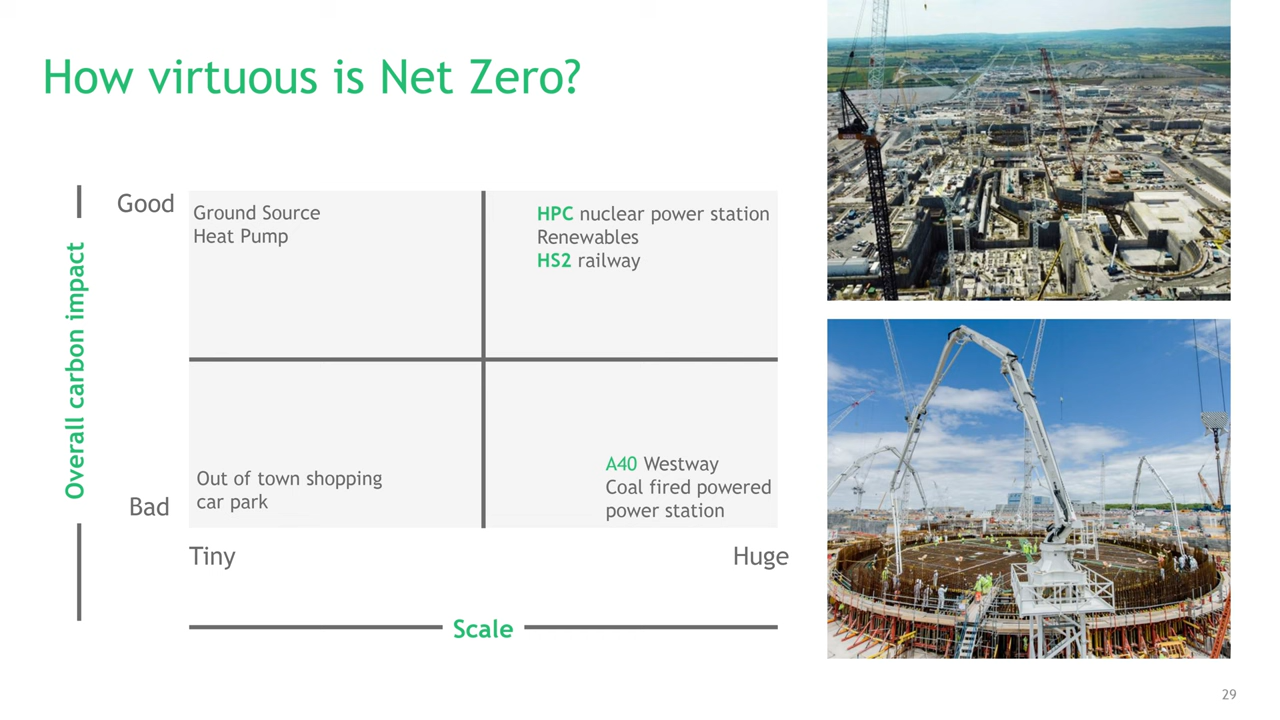 How virtuous is Net Zero?
Overall carbon impact
Good
Ground Source
Heat Pump
HPC nuclear power station
Renewables
HS2 railway
Bad
Out of town shopping
car park
A40 Westway
Coal fired powered
power station
Tiny
Huge
Scale
29